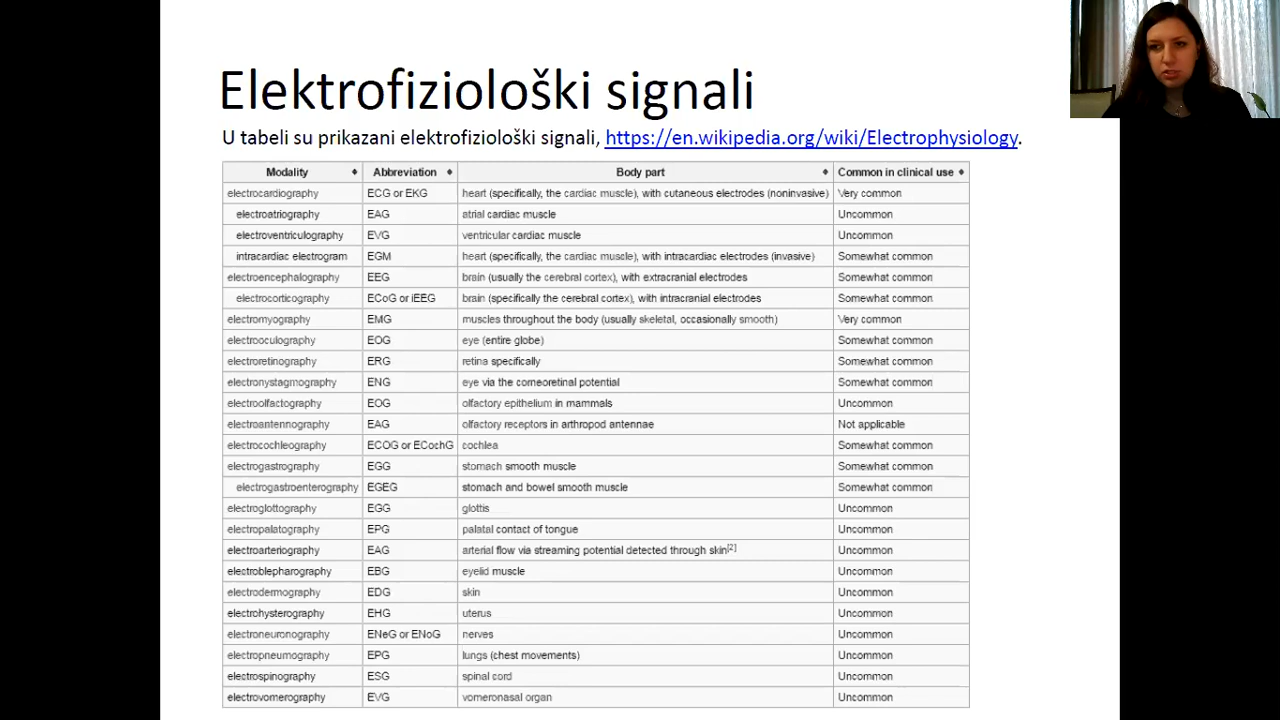 Elektrofiziološki signali
U tabeli su prikazani elektrofiziološki signali, https://en.wikipedia.org/wiki/Electrophysiology.
Modality Abbreviation Body part Common in clinical use
electrocardiography ECG or EKG heart (specifically, the cardiac muscle), with cutaneous electrodes (noninvasive) Very common
electroatriography EAG atrial cardiac muscle Uncommon
electroventriculography EVG ventricular cardiac muscle Uncommon
intracardiac electrogram EGM heart (specifically, the cardiac muscle), with intracardiac electrodes (invasive) Somewhat common
electroencephalography EEG brain (usually the cerebral cortex), with extracranial electrodes Somewhat common
electrocorticography ECoG or iEEG brain (specifically the cerebral cortex), with intracranial electrodes Somewhat common
electromyography EMG muscles throughout the body (usually skeletal, occasionally smooth) Very common
electrooculography EOG eye (entire globe) Somewhat common
electroretinography ERG retina specifically Somewhat common
electronystagmography ENG eye via the corneoretinal potential Somewhat common
electroolfactography EOG olfactory epithelium in mammals Uncommon
electroantennography EAG olfactory receptors in arthropod antennae Not applicable
electrocochleography ECOG or ECochG cochlea Somewhat common
electrogastrography EGG stomach smooth muscle Somewhat common
electrogastroenterography EGEG stomach and bowel smooth muscle Somewhat common
electroglottography EGG glottis Uncommon
electropalatography EPG palatal contact of tongue Uncommon
electroarteriography EAG arterial flow via streaming potential detected through skin[2] Uncommon
electroblepharography EBG eyelid muscle Uncommon
electrodermography EDG skin Uncommon
electrohysterography EHG uterus Uncommon
electroneuronography ENeG or ENoG nerves Uncommon
electropneumography EPG lungs (chest movements) Uncommon
electrospinography ESG spinal cord Uncommon
electrovomerography EVG vomeronasal organ Uncommon